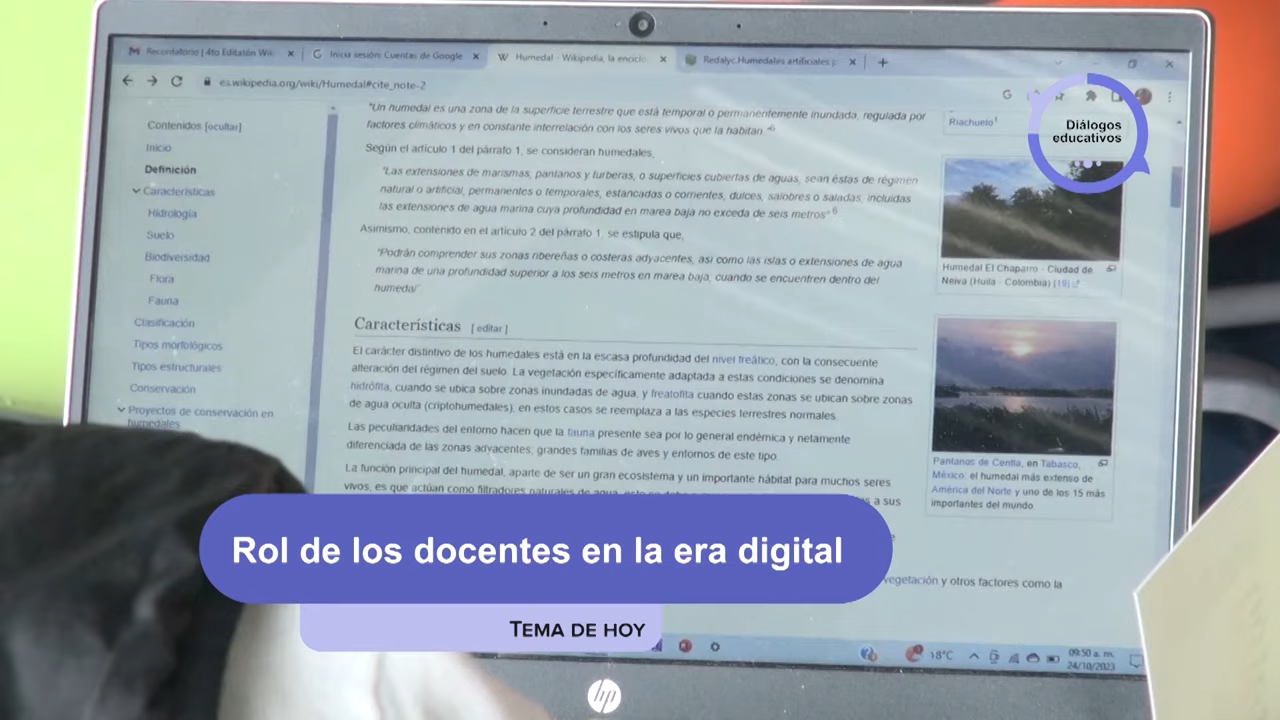 Recordatorio | 4to Editatón Wik
Inicia sesión: Cuentas de Google
Humedal - Wikipedia, la enciclo
Redalyc.Humedales artificiales p
es.wikipedia.org/wiki/Humedal#cite_note-2
Diálogos
educativos
Contenidos [ocultar]
Inicio
Definición
Características
Hidrología
Suelo
Biodiversidad
Flora
Fauna
Clasificación
Tipos morfológicos
Tipos estructurales
Conservación
Proyectos de conservación en
humedales
"Un humedal es una zona de la superficie terrestre que está temporal o permanentemente inundada, regulada por
factores climáticos y en constante interrelación con los seres vivos que la habitan."
Según el artículo 1 del párrafo 1, se consideran humedales,
"Las extensiones de marismas, pantanos y turberas, o superficies cubiertas de aguas, sean éstas de régimen
natural o artificial, permanentes o temporales, estancadas o corrientes, dulces, salobres o saladas, incluidas
las extensiones de agua marina cuya profundidad en marea baja no exceda de seis metros"
Asimismo, contenido en el artículo 2 del párrafo 1, se estipula que,
"Podrán comprender sus zonas ribereñas o costeras adyacentes, así como las islas o extensiones de agua
marina de una profundidad superior a los seis metros en marea baja, cuando se encuentren dentro del
humedal"
Características [editar]
El carácter distintivo de los humedales está en la escasa profundidad del nivel freático, con la consecuente
alteración del régimen del suelo. La vegetación específicamente adaptada a estas condiciones se denomina
hidrófita, cuando se ubica sobre zonas inundadas de agua, y freatofita cuando estas zonas se ubican sobre zonas
de agua oculta (criptohumedales); en estos casos se reemplaza a las especies terrestres normales.
Las peculiaridades del entorno hacen que la fauna presente sea por lo general endémica y netamente
diferenciada de las zonas advacentes; grandes familias de aves y entornos de este tipo.
La función principal del humedal, aparte de ser un gran ecosistema y un importante hábitat para muchos seres
vivos, es que actúan como filtradores naturales de agua,
a sus
vegetación y otros factores como la
Riachuelo
Humedal El Chaparro - Ciudad de
Neiva (Huila - Colombia) [19]
Pantanos de Centla, en Tabasco,
México: el humedal más extenso de
América del Norte y uno de los 15 más
importantes del mundo
Rol de los docentes en la era digital
TEMA DE HOY
18°C
09:50 a. m.
24/10/2023
hp